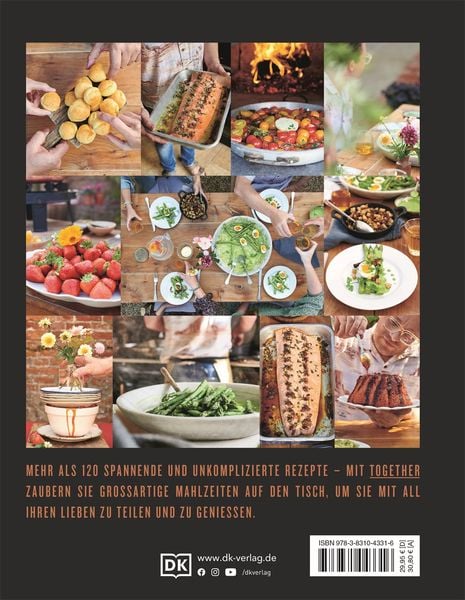 MEHR ALS 120 SPANNENDE UND UNKOMPLIZIERTE REZEPTE – MIT TOGETHER
ZAUBERN SIE GROSSARTIGE MAHLZEITEN AUF DEN TISCH, UM SIE MIT ALL
IHREN LIEBEN ZU TEILEN UND ZU GENIESSEN.
DK
www.dk-verlag.de
/dkverlag
ISBN 978-3-8310-4331-6
29,95 € [D]
30,80 € [A]